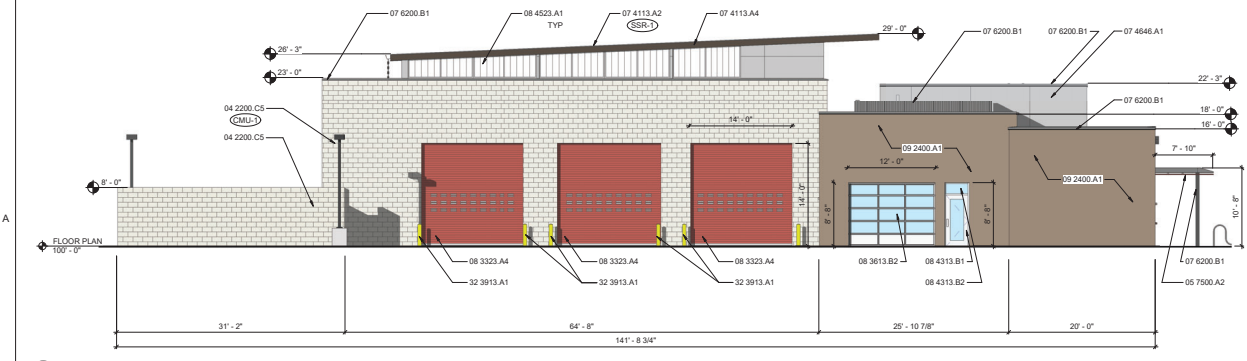 07 6200.B1
08 4523.A1
TYP
07 4113.A2
SSR-1
07 4113.A4
29' - 0"
07 6200.B1
07 6200.B1
07 4646.A1
26' - 3"
23' - 0"
22' - 3"
07 6200.B1
04 2200.C5
CMU-1
04 2200.C5
14' - 0"
18' - 0"
16' - 0"
09 2400.A1
7' - 10"
12' - 0"
09 2400.A1
8' - 0"
14' - 0"
8' - 8"
8' - 8"
10' - 8"
A
FLOOR PLAN
100' - 0"
08 3323.A4
08 3323.A4
08 3323.A4
08 3613.B2
08 4313.B1
07 6200.B1
32 3913.A1
32 3913.A1
32 3913.A1
08 4313.B2
05 7500.A2
31' - 2"
64' - 8"
25' - 10 7/8"
20' - 0"
141' - 8 3/4"